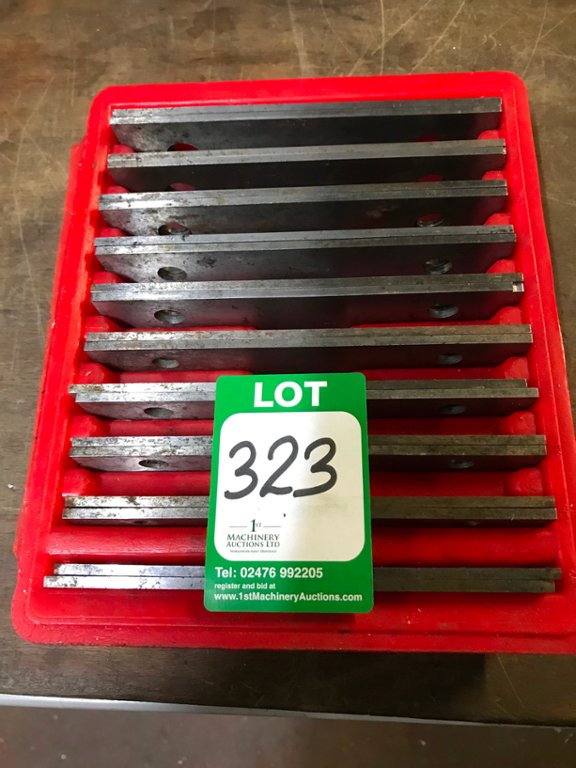 LOT
323
1ST
MACHINERY
AUCTIONS LTD
Tel: 02476 992205
register and bid at
www.1stMachineryAuctions.com